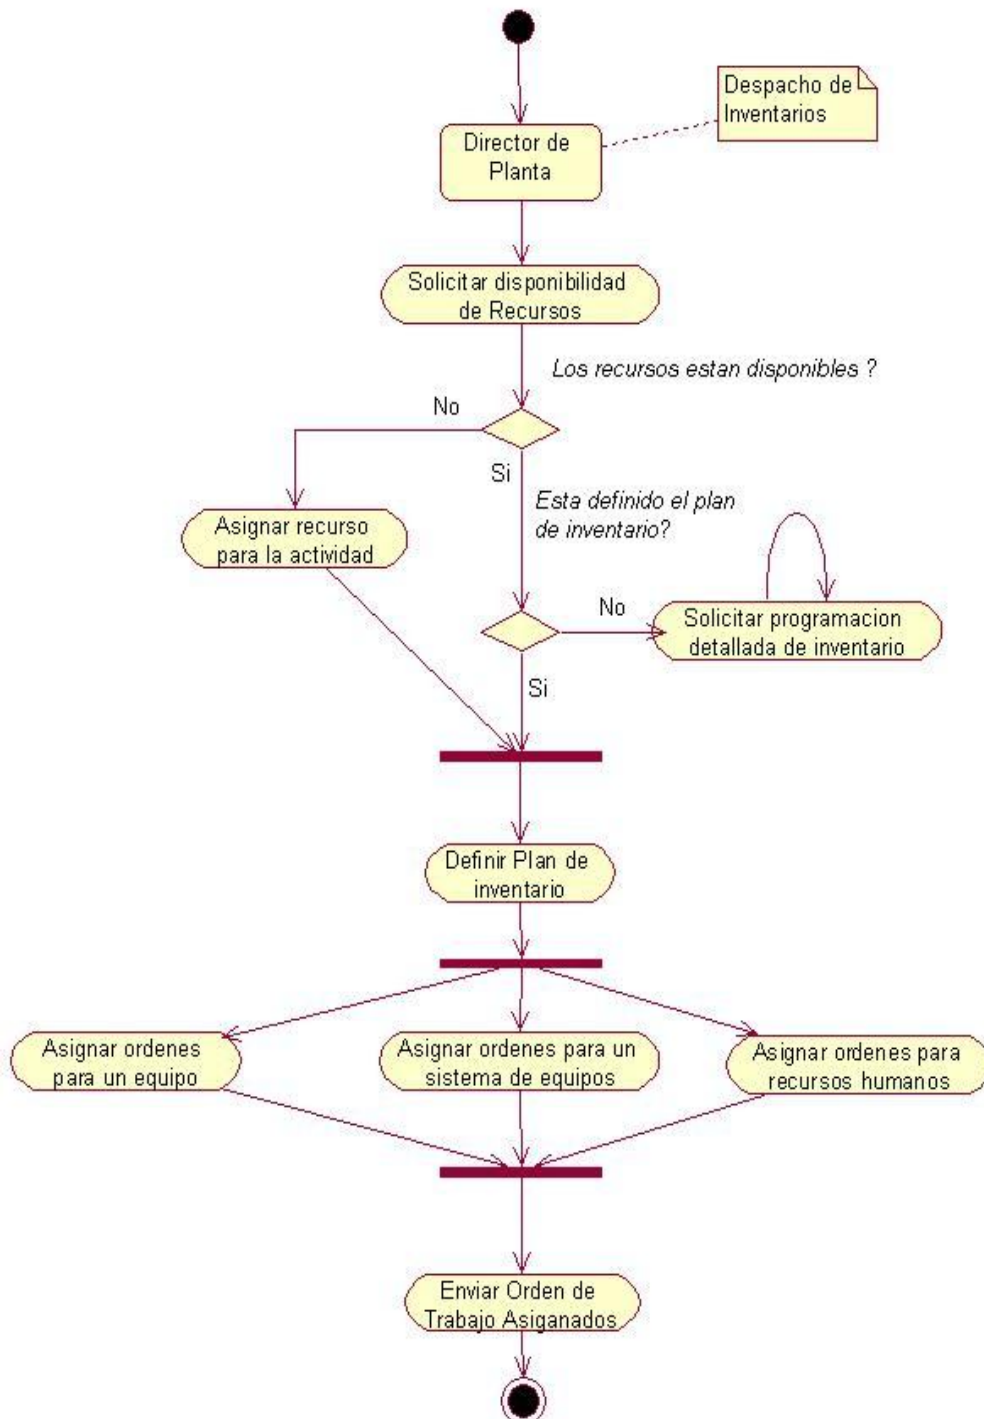 Despacho de
Inventarios
Director de
Planta
Solicitar disponibilidad
de Recursos
Los recursos estan disponibles ?
No
Si
Esta definido el plan
de inventario?
Asignar recurso
para la actividad
No
Solicitar programacion
detallada de inventario
Si
Definir Plan de
inventario
Asignar ordenes
para un equipo
Asignar ordenes para un
sistema de equipos
Asignar ordenes para
recursos humanos
Enviar Orden de
Trabajo Asiganados